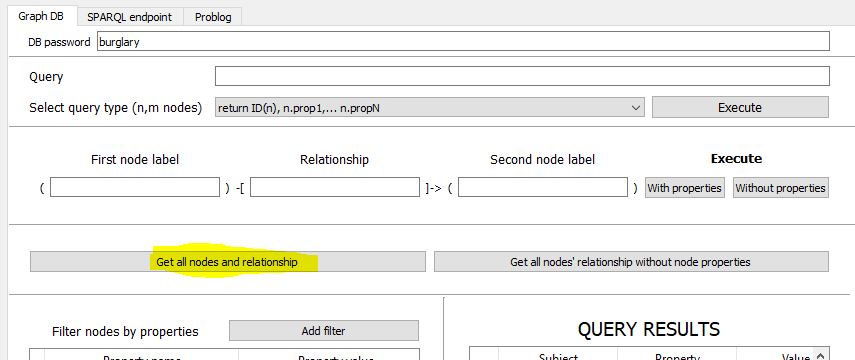 Graph DB SPARQL endpoint Problog
DB password burglary
Query
Select query type (n,m nodes) return ID(n), n.prop1,... n.propN Execute
First node label Relationship Second node label Execute
( ) -[ ]-> ( ) With properties Without properties
Get all nodes and relationship Get all nodes' relationship without node properties
Filter nodes by properties Add filter QUERY RESULTS
Property name Property value Subject Property Value